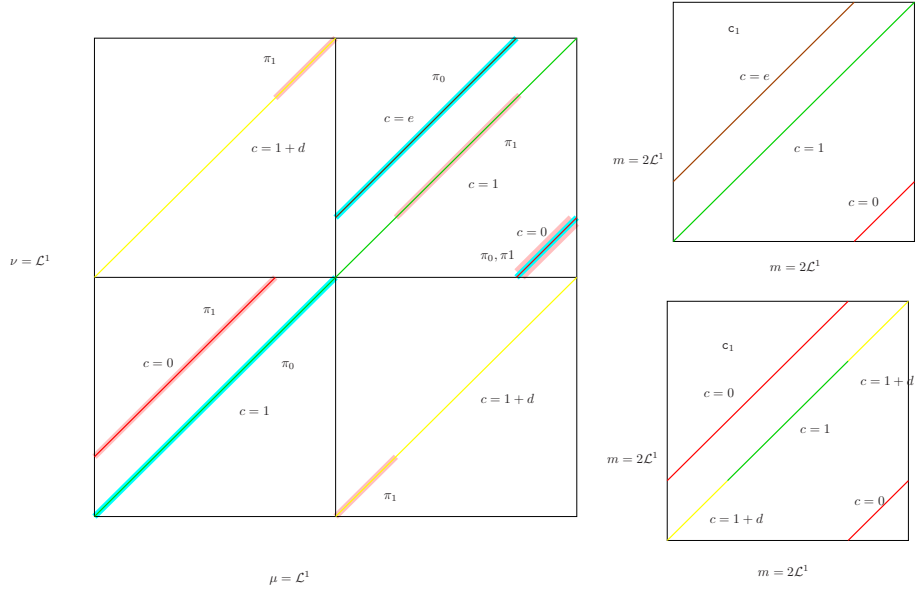 π₁
π₀
c = e
c = 1 + d
π₁
c = 1
c = 0
π₀, π1
ν = ℒ¹
π₁
c = 0
π₀
c = 1
c = 1 + d
π₁
μ = ℒ¹
c₁
c = e
c = 1
m = 2ℒ¹
c = 0
m = 2ℒ¹
c₁
c = 0
c = 1 + d
c = 1
m = 2ℒ¹
c = 0
c = 1 + d
m = 2ℒ¹